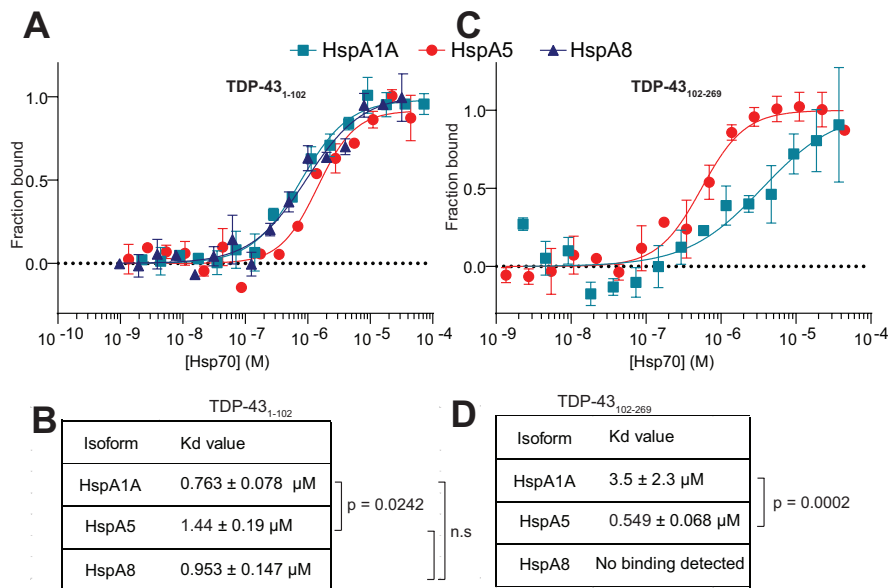 A
C
HspA1A HspA5 HspA8
TDP-43₁₋₁₀₂
Fraction bound
1.0
0.5
0.0
10⁻¹⁰ 10⁻⁹ 10⁻⁸ 10⁻⁷ 10⁻⁶ 10⁻⁵ 10⁻⁴
[Hsp70] (M)
TDP-43₁₀₂₋₂₆₉
Fraction bound
1.0
0.5
0.0
10⁻⁹ 10⁻⁸ 10⁻⁷ 10⁻⁶ 10⁻⁵ 10⁻⁴
[Hsp70] (M)
B
TDP-43₁₋₁₀₂
Isoform Kd value
HspA1A 0.763 ± 0.078 µM
HspA5 1.44 ± 0.19 µM
HspA8 0.953 ± 0.147 µM
p = 0.0242
n.s
D
TDP-43₁₀₂₋₂₆₉
Isoform Kd value
HspA1A 3.5 ± 2.3 µM
HspA5 0.549 ± 0.068 µM
HspA8 No binding detected
p = 0.0002